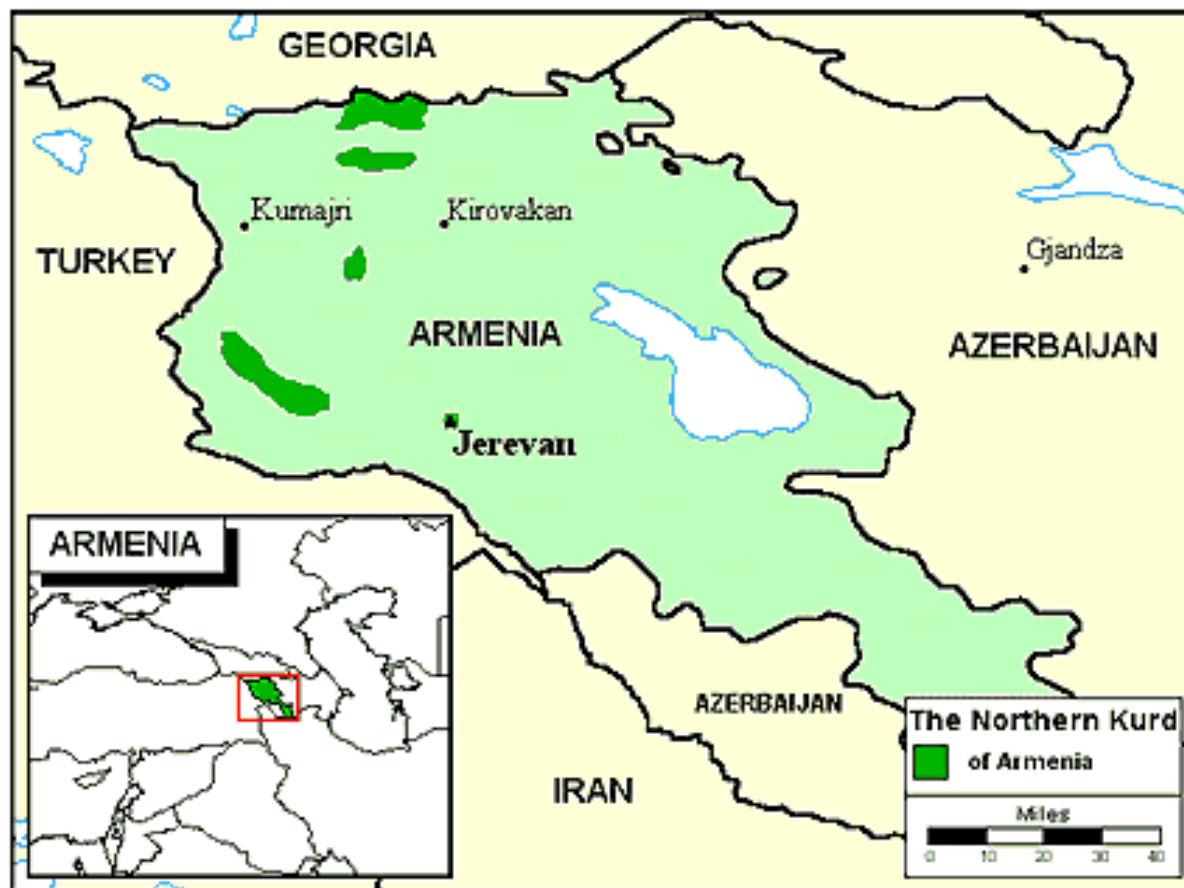 GEORGIA
Kumajri
Kirovakan
TURKEY
Gjandza
ARMENIA
AZERBAIJAN
Jerevan
ARMENIA
AZERBAIJAN
IRAN
The Northern Kurd
of Armenia
Miles
0 10 20 30 40